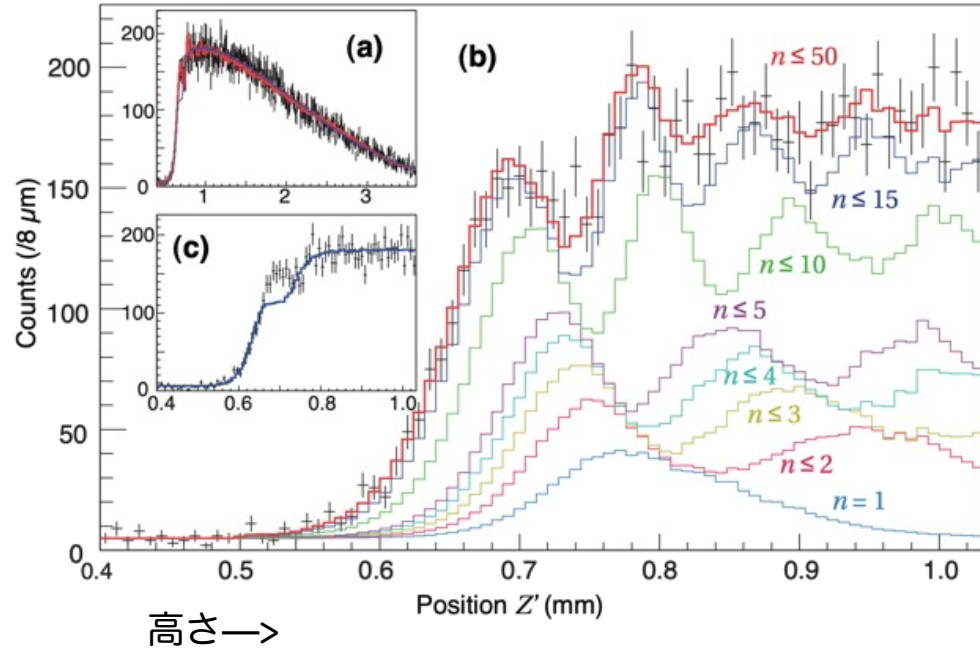 (a)
200
100
0
1
2
3
(b)
n ≤ 50
n ≤ 15
n ≤ 10
n ≤ 5
n ≤ 4
n ≤ 3
n ≤ 2
n = 1
(c)
200
100
0
0.4
0.6
0.8
1.0
Counts (/8 μm)
200
150
100
50
0
0.4
0.5
0.6
0.7
0.8
0.9
1.0
Position Z' (mm)
高さ—>